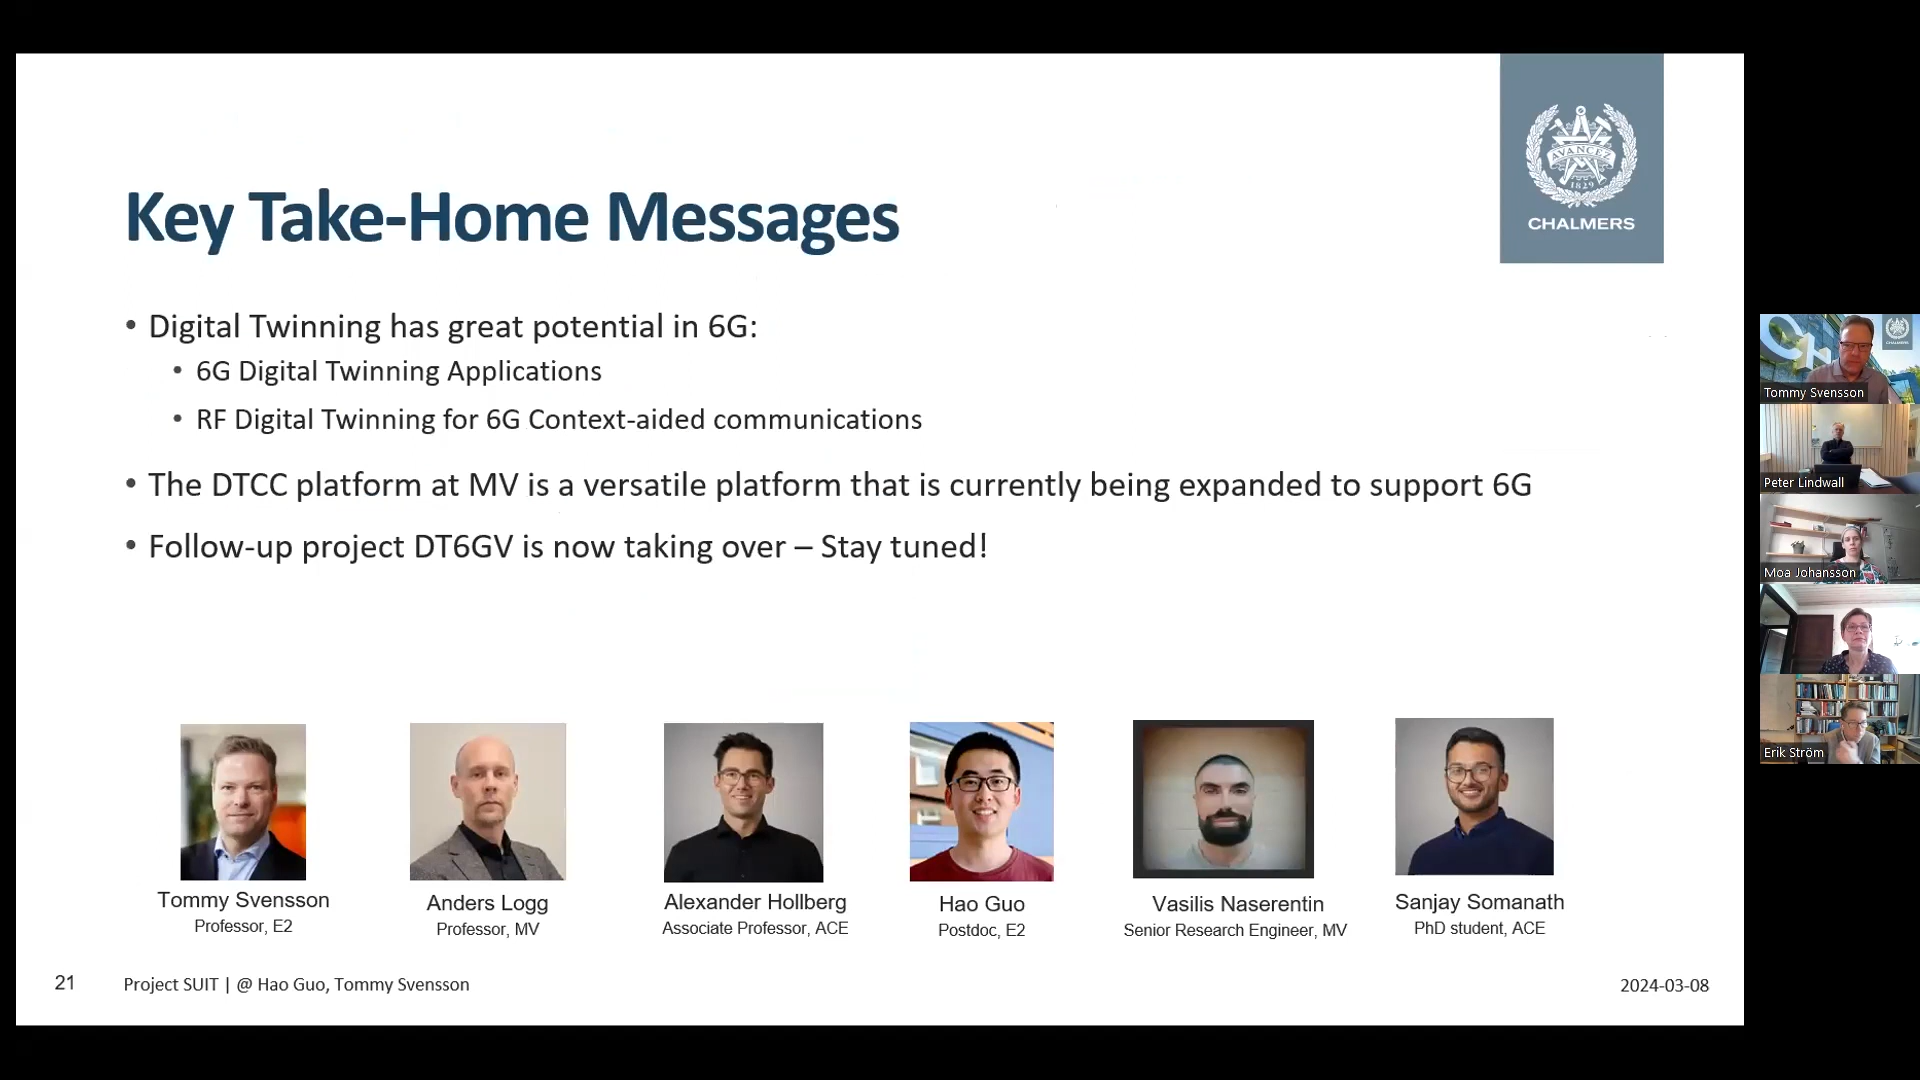 AVANCEZ
1829
CHALMERS
Key Take-Home Messages
• Digital Twinning has great potential in 6G:
• 6G Digital Twinning Applications
• RF Digital Twinning for 6G Context-aided communications
• The DTCC platform at MV is a versatile platform that is currently being expanded to support 6G
• Follow-up project DT6GV is now taking over – Stay tuned!
Tommy Svensson
Professor, E2
Anders Logg
Professor, MV
Alexander Hollberg
Associate Professor, ACE
Hao Guo
Postdoc, E2
Vasilis Naserentin
Senior Research Engineer, MV
Sanjay Somanath
PhD student, ACE
21
Project SUIT | @ Hao Guo, Tommy Svensson
2024-03-08
CH
CHALMERS
Tommy Svensson
Peter Lindwall
Moa Johansson
Erik Ström